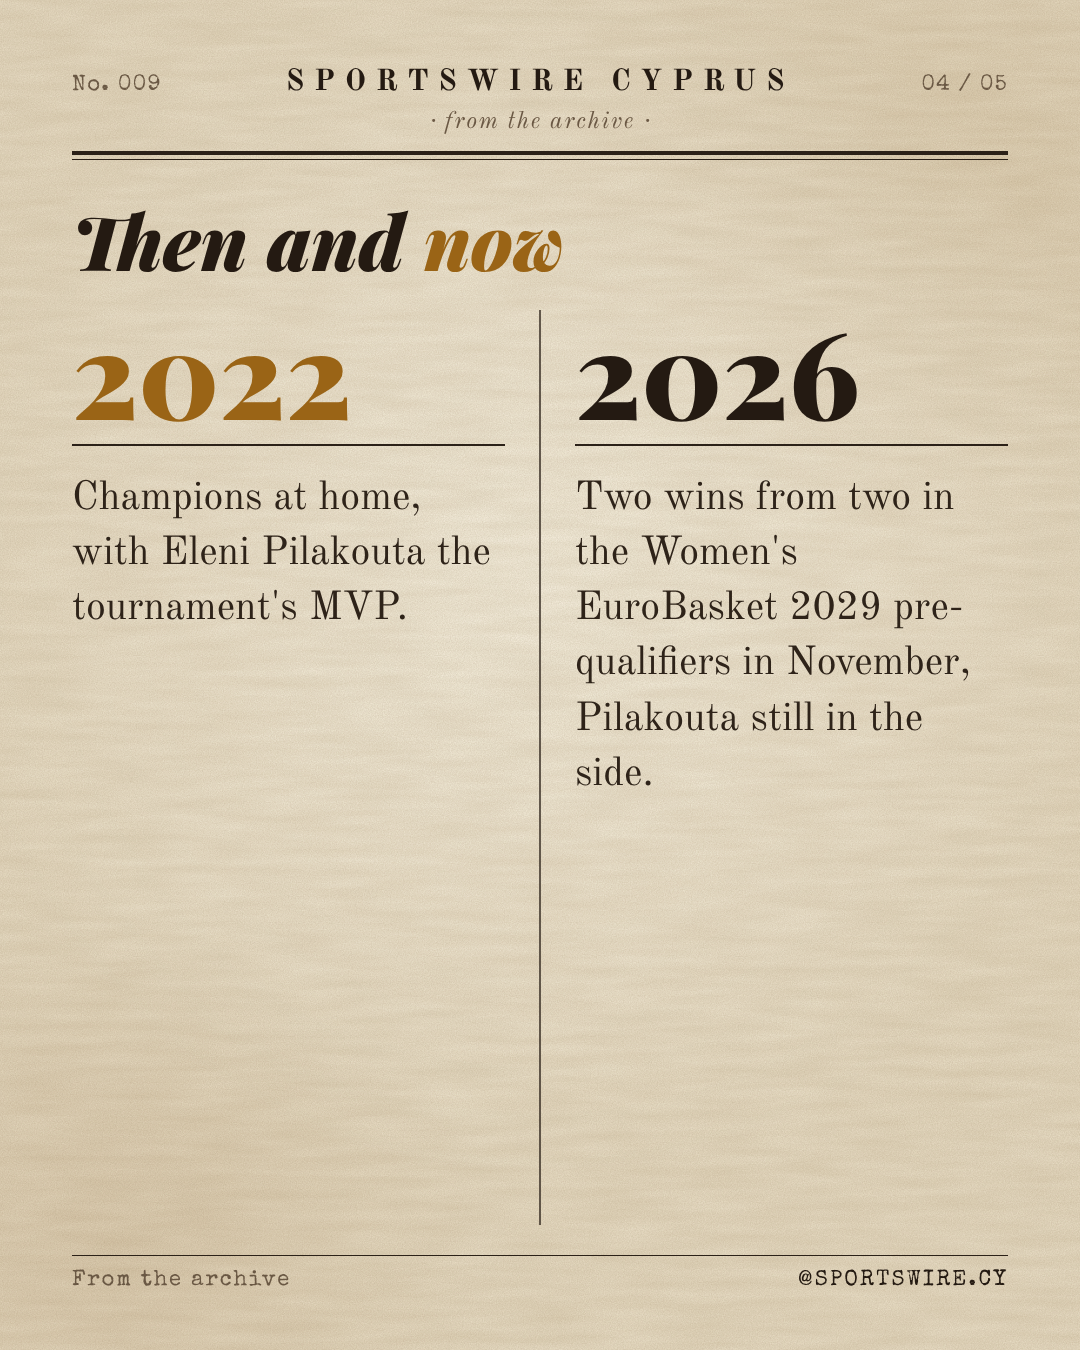 No. 009
SPORTSWIRE CYPRUS
04 / 05
· from the archive ·
Then and now
2022
Champions at home,
with Eleni Pilakouta the
tournament's MVP.
2026
Two wins from two in
the Women's
EuroBasket 2029 pre-
qualifiers in November,
Pilakouta still in the
side.
From the archive
@SPORTSWIRE.CY